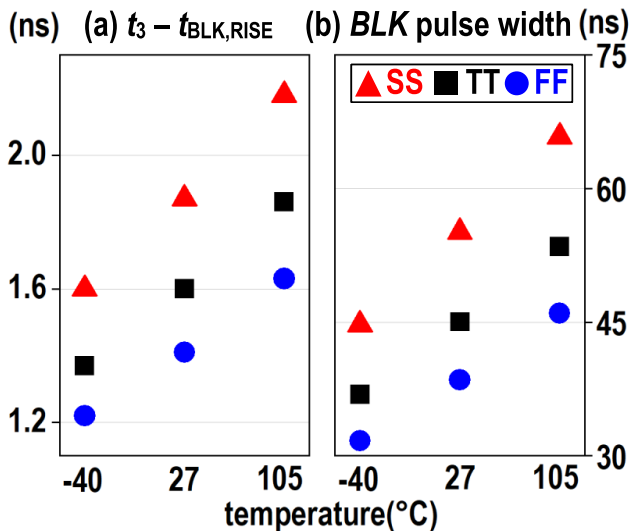 (ns) (a) t₃ – tBLK,RISE (b) BLK pulse width (ns)
75
SS TT FF
2.0
60
1.6
45
1.2
30
-40 27 105 -40 27 105
temperature(°C)